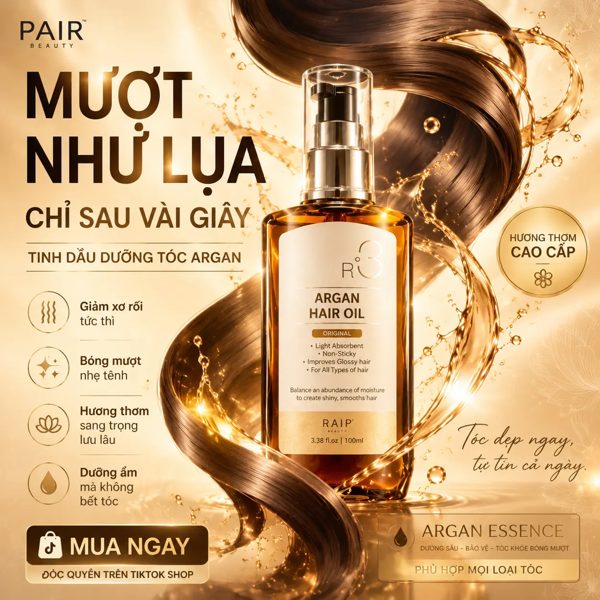 PAIR™
BEAUTY
MƯỢT
NHƯ LỤA
CHỈ SAU VÀI GIÂY
TINH DẦU DƯỠNG TÓC ARGAN
Giảm xơ rối
tức thì
Bóng mượt
nhẹ tênh
Hương thơm
sang trọng
lưu lâu
Dưỡng ẩm
mà không
bết tóc
MUA NGAY
ĐỘC QUYỀN TRÊN TIKTOK SHOP
R3
ARGAN
HAIR OIL
ORIGINAL
• Light Absorbent
• Non-Sticky
• Improves Glossy hair
• For All Types of hair
Balance an abundance of moisture
to create shiny, smooths hair
RAIP
BEAUTY
3.38 fl.oz | 100ml
HƯƠNG THƠM
CAO CẤP
Tóc đẹp ngay,
tự tin cả ngày.
ARGAN ESSENCE
DƯỠNG SÂU - BẢO VỆ - TÓC KHỎE BÓNG MƯỢT
PHÙ HỢP MỌI LOẠI TÓC